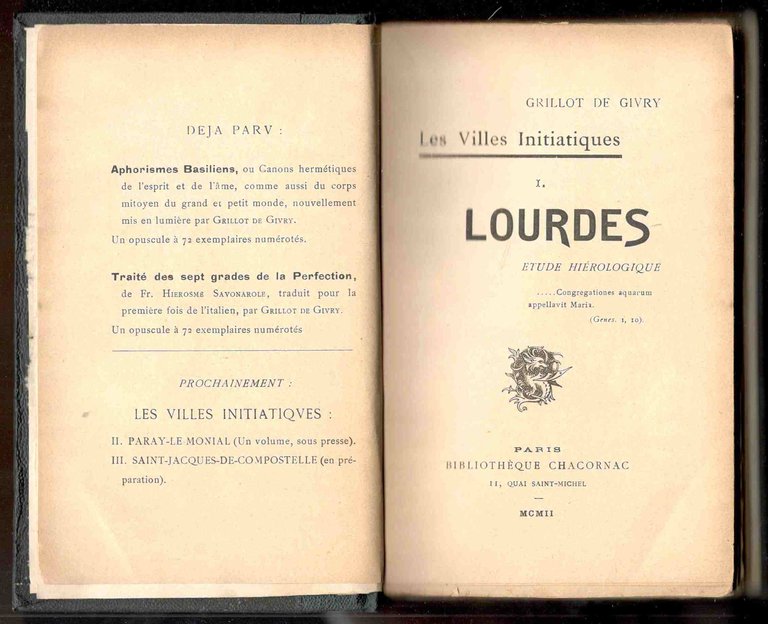 DEJA PARV :
Aphorismes Basiliens, ou Canons hermétiques
de l'esprit et de l'âme, comme aussi du corps
mitoyen du grand et petit monde, nouvellement
mis en lumière par GRILLOT DE GIVRY.
Un opuscule à 72 exemplaires numérotés.
Traité des sept grades de la Perfection,
de Fr. HIEROSME SAVONAROLE, traduit pour la
première fois de l'italien, par GRILLOT DE GIVRY.
Un opuscule à 72 exemplaires numérotés
PROCHAINEMENT :
LES VILLES INITIATIQVES :
II. PARAY-LE MONIAL (Un volume, sous presse).
III. SAINT-JACQUES-DE-COMPOSTELLE (en pré-
paration).
GRILLOT DE GIVRY
Les Villes Initiatiques
I.
LOURDES
ETUDE HIÉROLOGIQUE
.....Congregationes aquarum
appellavit Maria.
(Genes. 1, 10).
PARIS
BIBLIOTHÈQUE CHACORNAC
11, QUAI SAINT-MICHEL
MCMII